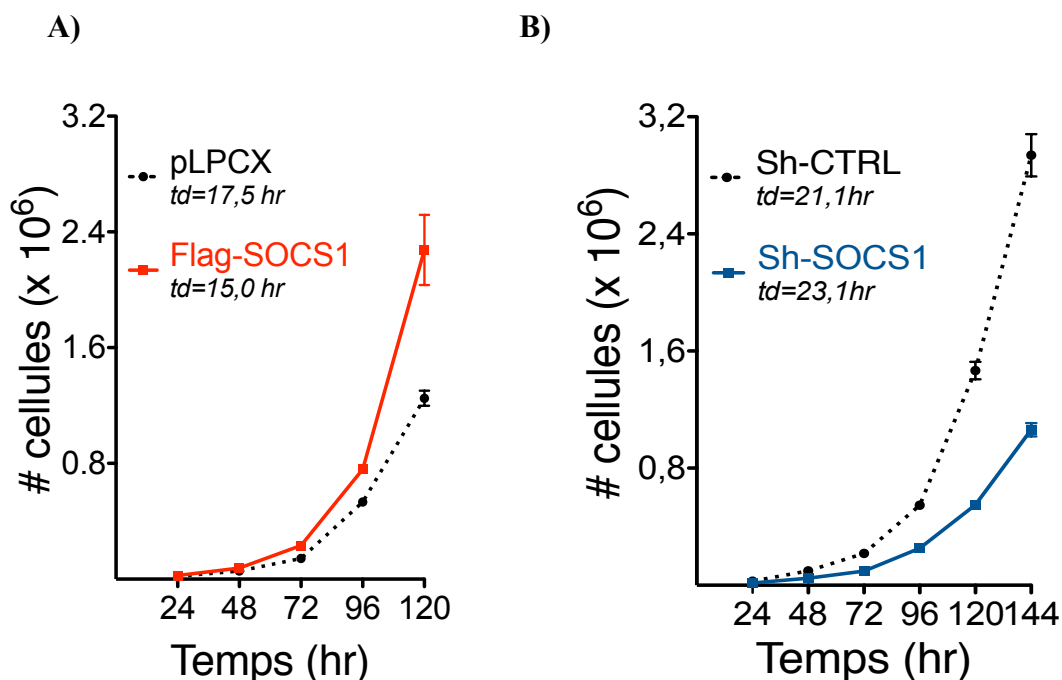 A)
3.2
2.4
1.6
0.8
# cellules (x 10⁶)
pLPCX
td=17,5 hr
Flag-SOCS1
td=15,0 hr
24 48 72 96 120
Temps (hr)
B)
3,2
2,4
1,6
0,8
# cellules (x 10⁶)
Sh-CTRL
td=21,1hr
Sh-SOCS1
td=23,1hr
24 48 72 96 120 144
Temps (hr)